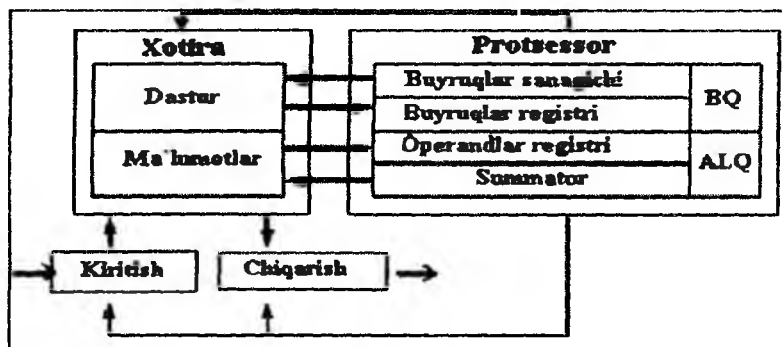 Xotira
Protsessor
Dastur
Ma'lumotlar
Buyruqlar sanagichi
Buyruqlar registri
Operandlar registri
Summator
BQ
ALQ
Kiritish
Chiqarish